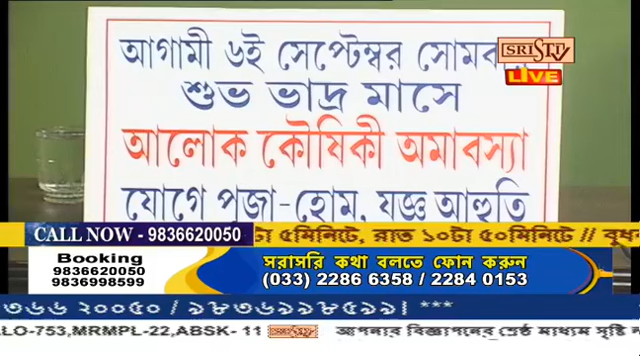 আগামী ৬ই সেপ্টেম্বর
SRISTI TV
LIVE
শুভ ভাদ্র মাসে
আলোক কৌষিকী অমাবস্যা
যোগে পূজা-হোম, যজ্ঞ আহুতি
CALL NOW - 9836620050
টা ৫মিনিটে, রাত ১০টা ৫০মিনিটে //
Booking
9836620050
9836998599
সরাসরি কথা বলতে ফোন করুন
(033) 2286 6358 / 2284 0153
৩৬৬ ২০০৫০ / ৯৮৩৬৯৯৮৫৯৯। ***
LO-753,MRMPL-22,ABSK- 11
SRISTI TV
আপনার বিজ্ঞাপনের শ্রেষ্ঠ মাধ্যম সৃষ্টি